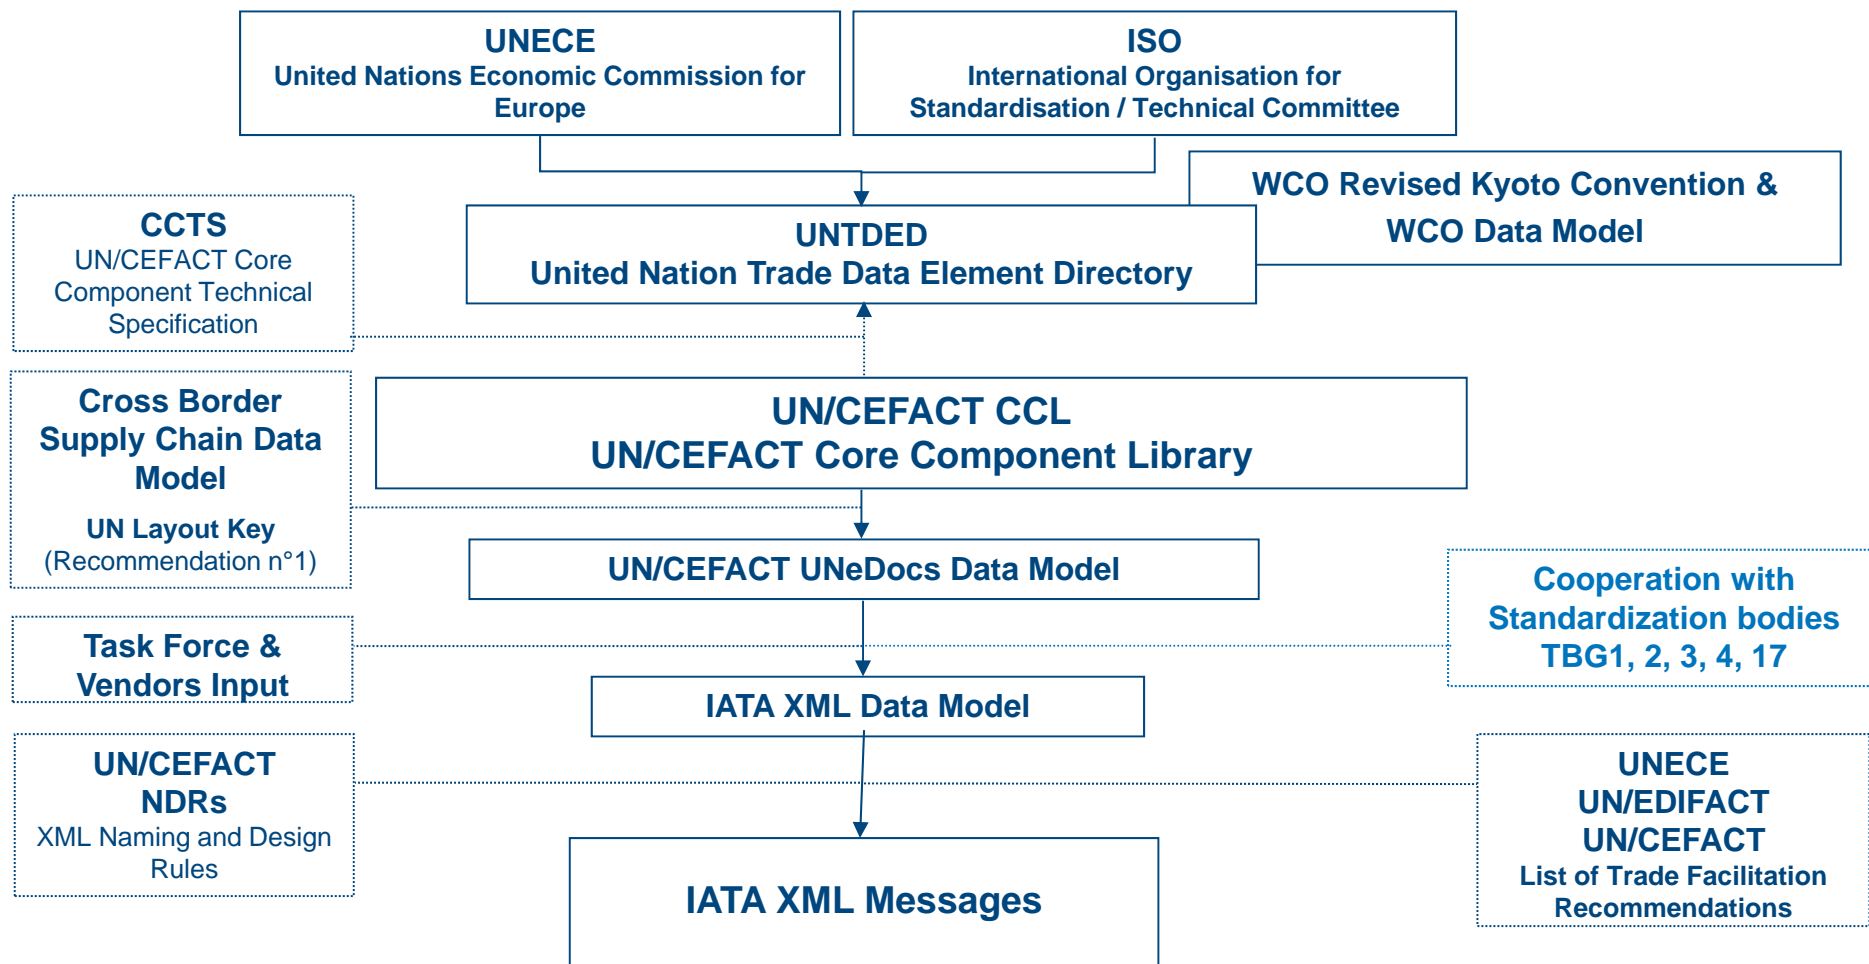 UNECE
United Nations Economic Commission for
Europe
ISO
International Organisation for
Standardisation / Technical Committee
WCO Revised Kyoto Convention &
WCO Data Model
CCTS
UN/CEFACT Core
Component Technical
Specification
UNTDED
United Nation Trade Data Element Directory
Cross Border
Supply Chain Data
Model
UN Layout Key
(Recommendation n°1)
UN/CEFACT CCL
UN/CEFACT Core Component Library
UN/CEFACT UNeDocs Data Model
Cooperation with
Standardization bodies
TBG1, 2, 3, 4, 17
Task Force &
Vendors Input
IATA XML Data Model
UN/CEFACT
NDRs
XML Naming and Design
Rules
UNECE
UN/EDIFACT
UN/CEFACT
List of Trade Facilitation
Recommendations
IATA XML Messages